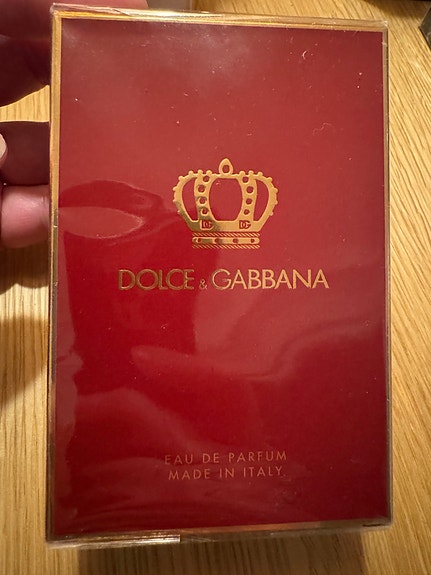 DOLCE & GABBANA
EAU DE PARFUM
MADE IN ITALY